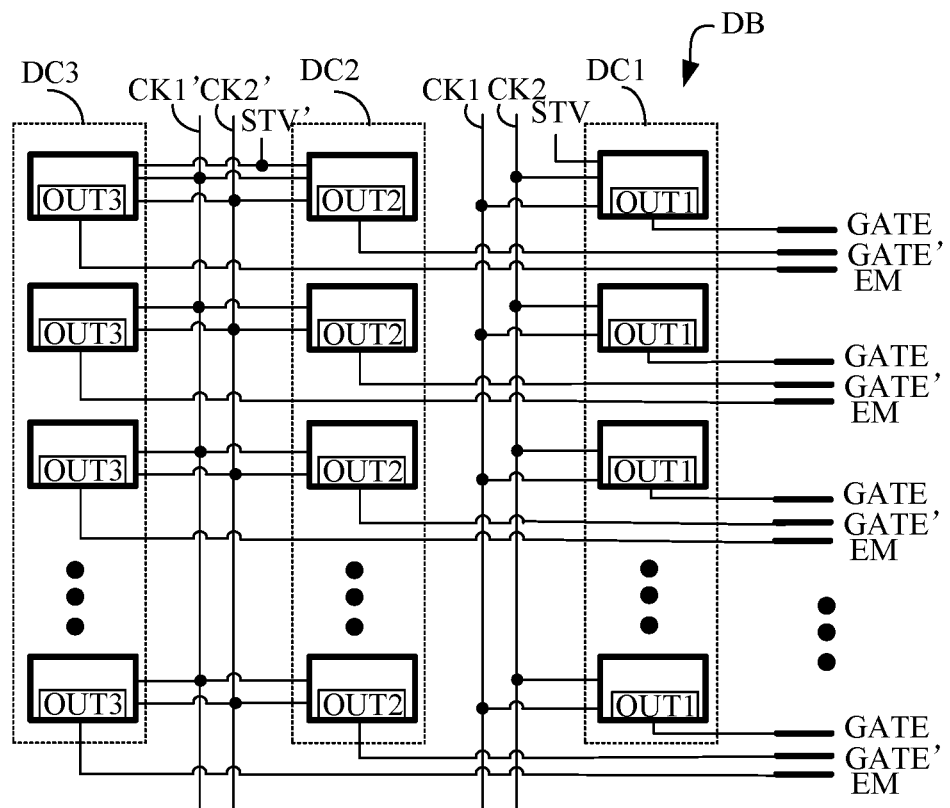 DB
DC3
CK1’
CK2’
DC2
CK1
CK2
DC1
STV’
STV
OUT3
OUT2
OUT1
GATE
GATE’
EM
OUT3
OUT2
OUT1
GATE
GATE’
EM
OUT3
OUT2
OUT1
GATE
GATE’
EM
OUT3
OUT2
OUT1
GATE
GATE’
EM